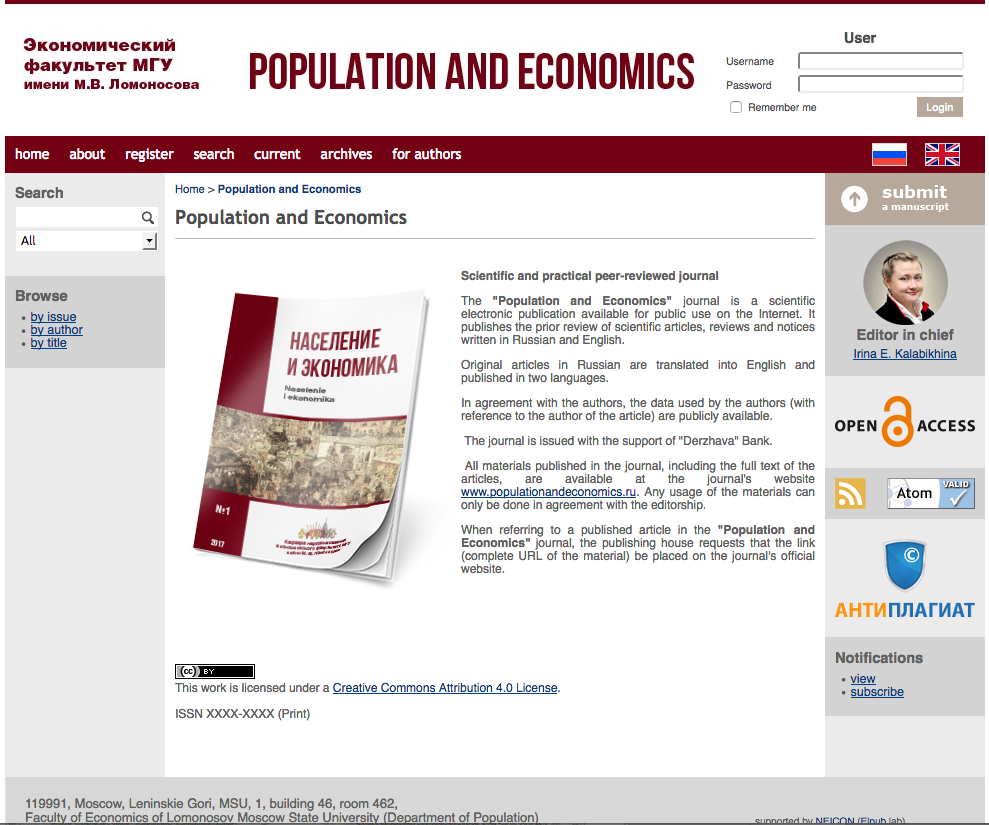 Экономический
факультет МГУ
имени М.В. Ломоносова
POPULATION AND ECONOMICS
User
Username
Password
Remember me
Login
home about register search current archives for authors
Search
All
Browse
by issue
by author
by title
Home > Population and Economics
Population and Economics
НАСЕЛЕНИЕ
И ЭКОНОМИКА
Naselenie
i ekonomika
№1
2017
Scientific and practical peer-reviewed journal
The "Population and Economics" journal is a scientific
electronic publication available for public use on the Internet. It
publishes the prior review of scientific articles, reviews and notices
written in Russian and English.
Original articles in Russian are translated into English and
published in two languages.
In agreement with the authors, the data used by the authors (with
reference to the author of the article) are publicly available.
The journal is issued with the support of "Derzhava" Bank.
All materials published in the journal, including the full text of the
articles, are available at the journal's website
www.populationandeconomics.ru. Any usage of the materials can
only be done in agreement with the editorship.
When referring to a published article in the "Population and
Economics" journal, the publishing house requests that the link
(complete URL of the material) be placed on the journal's official
website.
cc BY
This work is licensed under a Creative Commons Attribution 4.0 License.
ISSN XXXX-XXXX (Print)
submit
a manuscript
Editor in chief
Irina E. Kalabikhina
OPEN ACCESS
Atom VALID
©
АНТИПЛАГИАТ
Notifications
view
subscribe
119991, Moscow, Leninskie Gori, MSU, 1, building 46, room 462,
Faculty of Economics of Lomonosov Moscow State University (Department of Population)
supported by NEICON (Elpub lab)